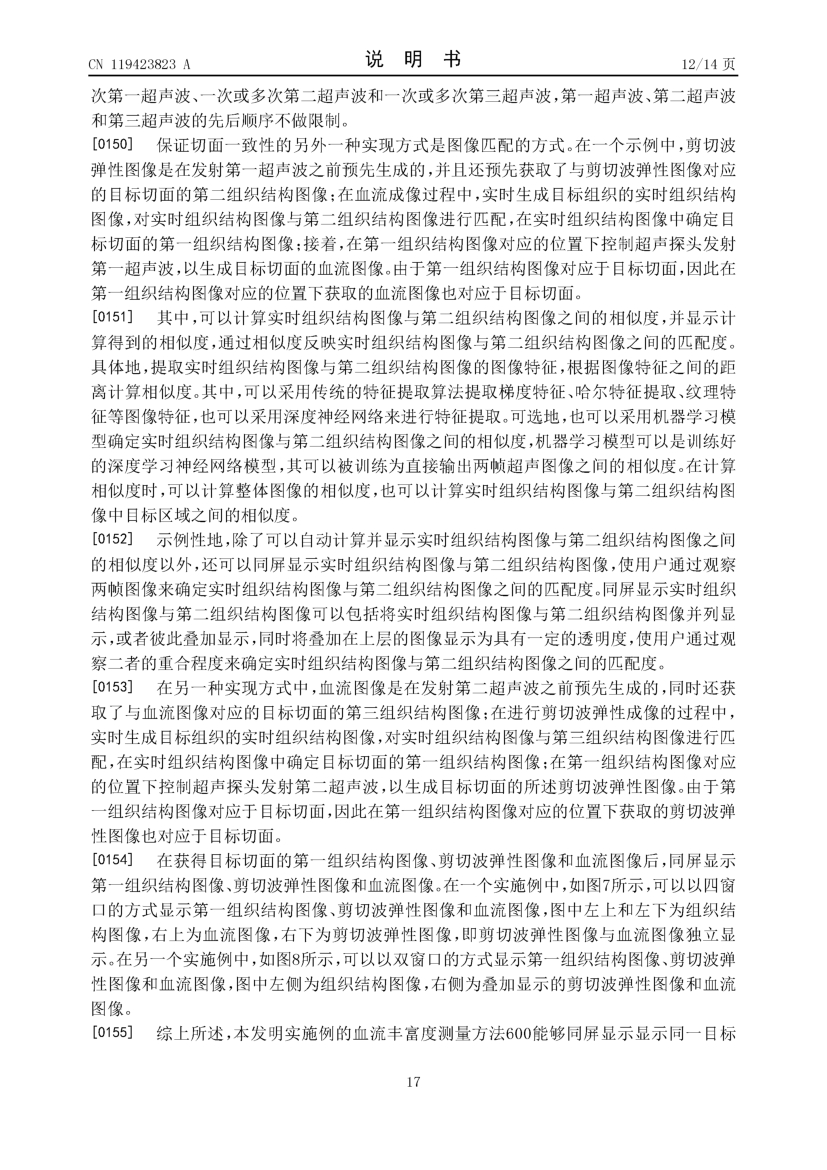 CN 119423823 A
说 明 书
12/14 页
次第一超声波、一次或多次第二超声波和一次或多次第三超声波,第一超声波、第二超声波
和第三超声波的先后顺序不做限制。
[0150] 保证切面一致性的另外一种实现方式是图像匹配的方式。在一个示例中,剪切波
弹性图像是在发射第一超声波之前预先生成的,并且还预先获取了与剪切波弹性图像对应
的目标切面的第二组织结构图像;在血流成像过程中,实时生成目标组织的实时组织结构
图像,对实时组织结构图像与第二组织结构图像进行匹配,在实时组织结构图像中确定目
标切面的第一组织结构图像;接着,在第一组织结构图像对应的位置下控制超声探头发射
第一超声波,以生成目标切面的血流图像。由于第一组织结构图像对应于目标切面,因此在
第一组织结构图像对应的位置下获取的血流图像也对应于目标切面。
[0151] 其中,可以计算实时组织结构图像与第二组织结构图像之间的相似度,并显示计
算得到的相似度,通过相似度反映实时组织结构图像与第二组织结构图像之间的匹配度。
具体地,提取实时组织结构图像与第二组织结构图像的图像特征,根据图像特征之间的距
离计算相似度。其中,可以采用传统的特征提取算法提取梯度特征、哈尔特征提取、纹理特
征等图像特征,也可以采用深度神经网络来进行特征提取。可选地,也可以采用机器学习模
型确定实时组织结构图像与第二组织结构图像之间的相似度,机器学习模型可以是训练好
的深度学习神经网络模型,其可以被训练为直接输出两帧超声图像之间的相似度。在计算
相似度时,可以计算整体图像的相似度,也可以计算实时组织结构图像与第二组织结构图
像中目标区域之间的相似度。
[0152] 示例性地,除了可以自动计算并显示实时组织结构图像与第二组织结构图像之间
的相似度以外,还可以同屏显示实时组织结构图像与第二组织结构图像,使用户通过观察
两帧图像来确定实时组织结构图像与第二组织结构图像之间的匹配度。同屏显示实时组织
结构图像与第二组织结构图像可以包括将实时组织结构图像与第二组织结构图像并列显
示,或者彼此叠加显示,同时将叠加在上层的图像显示为具有一定的透明度,使用户通过观
察二者的重合程度来确定实时组织结构图像与第二组织结构图像之间的匹配度。
[0153] 在另一种实现方式中,血流图像是在发射第二超声波之前预先生成的,同时还获
取了与血流图像对应的目标切面的第三组织结构图像;在进行剪切波弹性成像的过程中,
实时生成目标组织的实时组织结构图像,对实时组织结构图像与第三组织结构图像进行匹
配,在实时组织结构图像中确定目标切面的第一组织结构图像;在第一组织结构图像对应
的位置下控制超声探头发射第二超声波,以生成目标切面的所述剪切波弹性图像。由于第
一组织结构图像对应于目标切面,因此在第一组织结构图像对应的位置下获取的剪切波弹
性图像也对应于目标切面。
[0154] 在获得目标切面的第一组织结构图像、剪切波弹性图像和血流图像后,同屏显示
第一组织结构图像、剪切波弹性图像和血流图像。在一个实施例中,如图7所示,可以以四窗
口的方式显示第一组织结构图像、剪切波弹性图像和血流图像,图中左上和左下为组织结
构图像,右上为血流图像,右下为剪切波弹性图像,即剪切波弹性图像与血流图像独立显
示。在另一个实施例中,如图8所示,可以以双窗口的方式显示第一组织结构图像、剪切波弹
性图像和血流图像,图中左侧为组织结构图像,右侧为叠加显示的剪切波弹性图像和血流
图像。
[0155] 综上所述,本发明实施例的血流丰富度测量方法600能够同屏显示显示同一目标
17